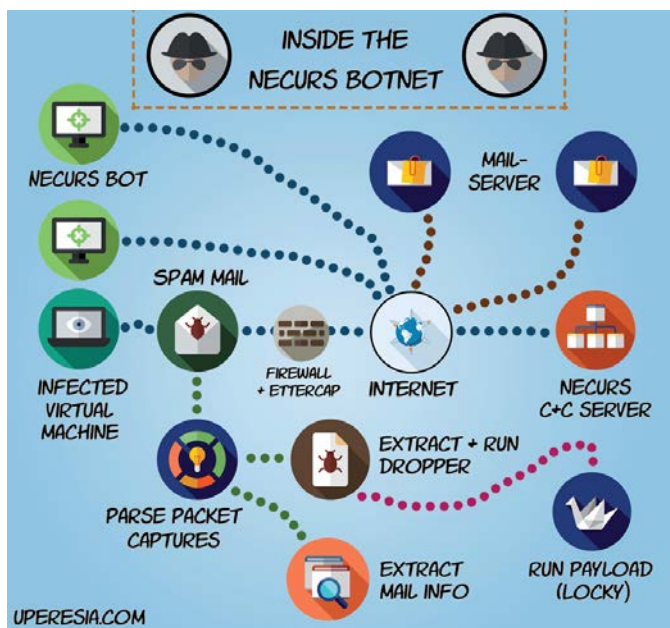 INSIDE THE
NECURS BOTNET
NECURS BOT
MAIL-
SERVER
SPAM MAIL
INFECTED
VIRTUAL
MACHINE
FIREWALL
+ ETTERCAP
INTERNET
NECURS
C+C SERVER
PARSE PACKET
CAPTURES
EXTRACT + RUN
DROPPER
EXTRACT
MAIL INFO
RUN PAYLOAD
(LOCKY)
UPERESIA.COM